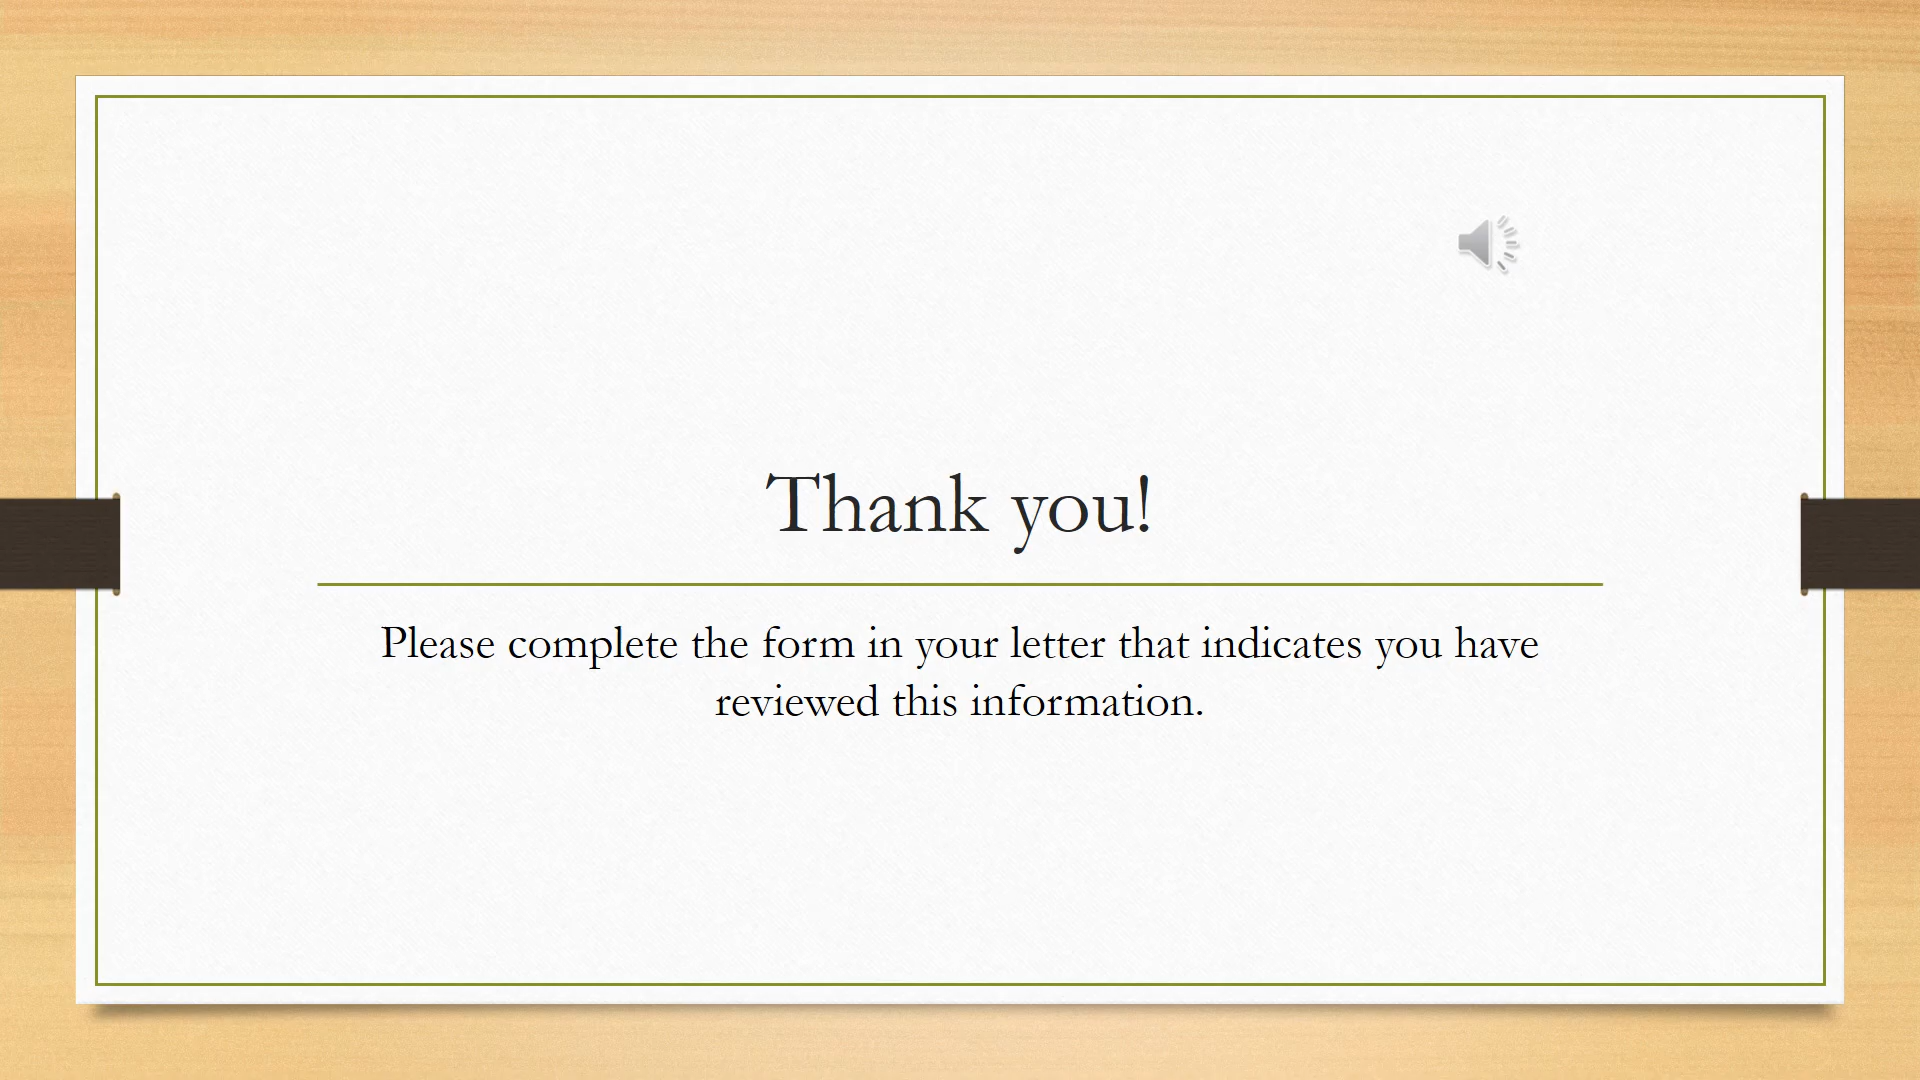 Thank you!
Please complete the form in your letter that indicates you have
reviewed this information.